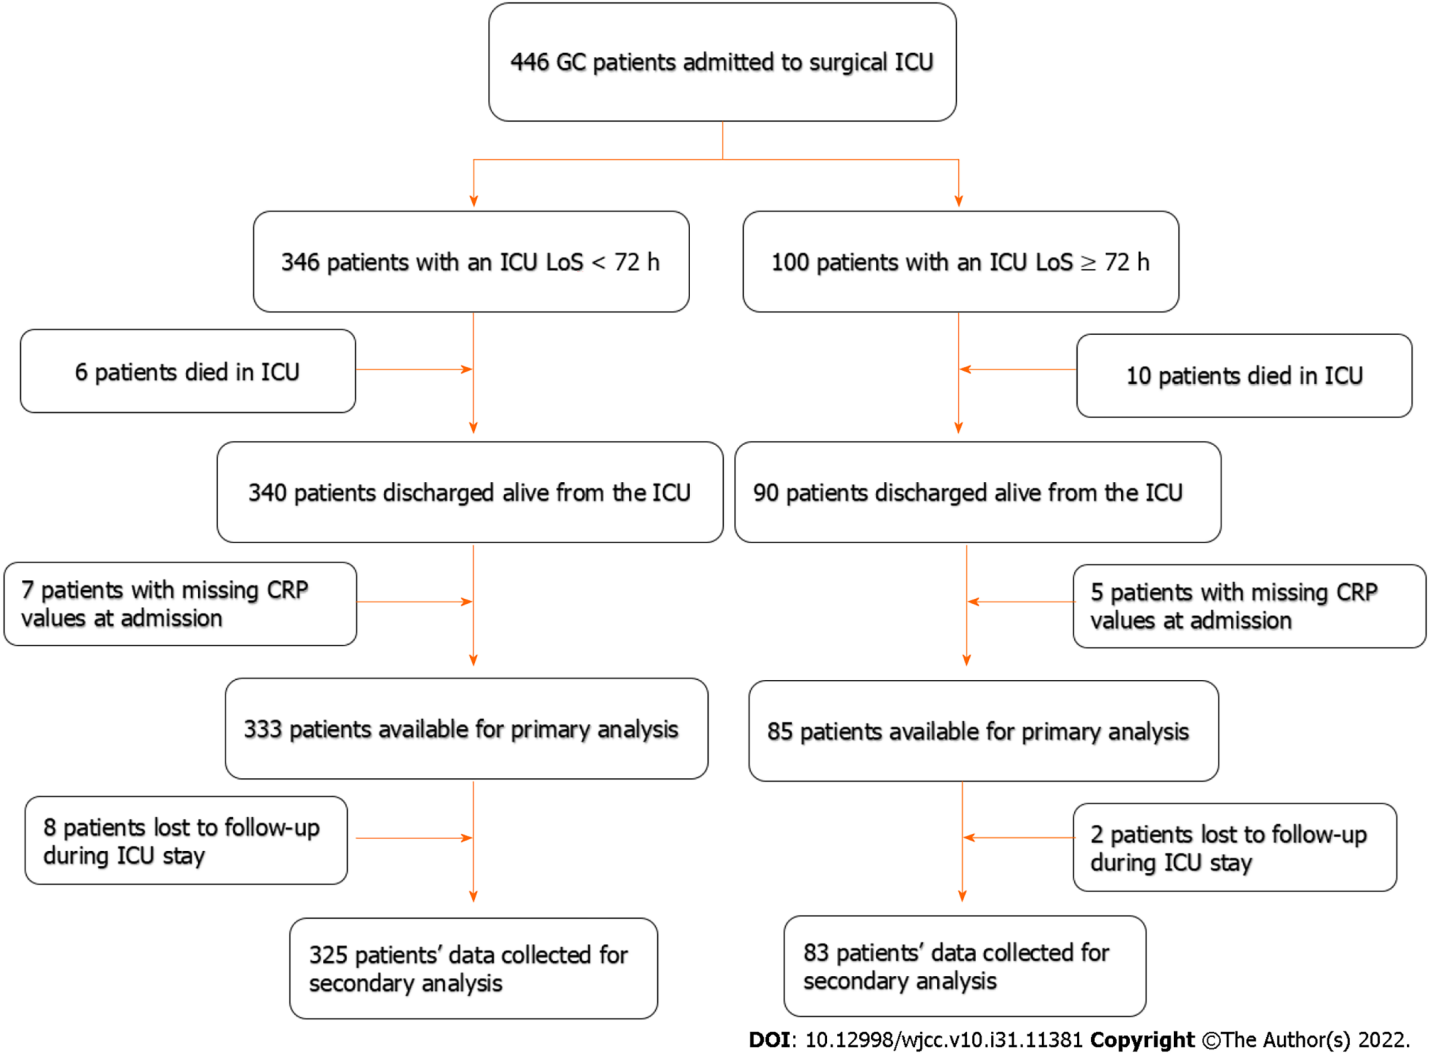 446 GC patients admitted to surgical ICU
346 patients with an ICU LoS < 72 h
100 patients with an ICU LoS ≥ 72 h
6 patients died in ICU
10 patients died in ICU
340 patients discharged alive from the ICU
90 patients discharged alive from the ICU
7 patients with missing CRP
values at admission
5 patients with missing CRP
values at admission
333 patients available for primary analysis
85 patients available for primary analysis
8 patients lost to follow-up
during ICU stay
2 patients lost to follow-up
during ICU stay
325 patients’ data collected for
secondary analysis
83 patients’ data collected for
secondary analysis
DOI: 10.12998/wjcc.v10.i31.11381 Copyright ©The Author(s) 2022.